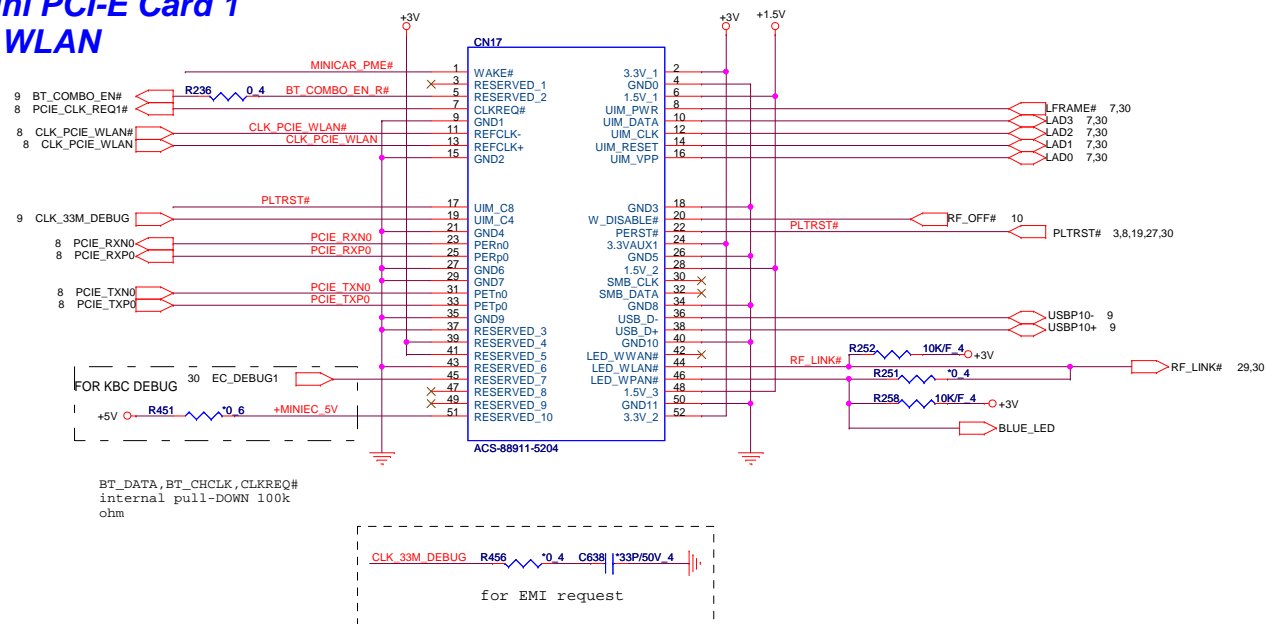 ni PCI-E Card 1
WLAN
+3V
+3V
+1.5V
CN17
MINICAR_PME# 1 WAKE# 3.3V_1 2
3 RESERVED_1 GND0 4
9 BT_COMBO_EN# R236 0_4 BT_COMBO_EN_R# 5 RESERVED_2 1.5V_1 6
8 PCIE_CLK_REQ1# 7 CLKREQ# UIM_PWR 8 LFRAME# 7,30
9 GND1 UIM_DATA 10 LAD3 7,30
8 CLK_PCIE_WLAN# CLK_PCIE_WLAN# 11 REFCLK- UIM_CLK 12 LAD2 7,30
8 CLK_PCIE_WLAN CLK_PCIE_WLAN 13 REFCLK+ UIM_RESET 14 LAD1 7,30
15 GND2 UIM_VPP 16 LAD0 7,30
PLTRST# 17 UIM_C8 GND3 18
9 CLK_33M_DEBUG 19 UIM_C4 W_DISABLE# 20 RF_OFF# 10
21 GND4 PERST# 22 PLTRST# PLTRST# 3,8,19,27,30
8 PCIE_RXN0 PCIE_RXN0 23 PERn0 3.3VAUX1 24
8 PCIE_RXP0 PCIE_RXP0 25 PERp0 GND5 26
27 GND6 1.5V_2 28
29 GND7 SMB_CLK 30
8 PCIE_TXN0 PCIE_TXN0 31 PETn0 SMB_DATA 32
8 PCIE_TXP0 PCIE_TXP0 33 PETp0 GND8 34
35 GND9 USB_D- 36 USBP10- 9
37 RESERVED_3 USB_D+ 38 USBP10+ 9
39 RESERVED_4 GND10 40
41 RESERVED_5 LED_WWAN# 42 R252 10K/F_4 +3V
43 RESERVED_6 LED_WLAN# 44 RF_LINK# RF_LINK# 29,30
FOR KBC DEBUG 30 EC_DEBUG1 45 RESERVED_7 LED_WPAN# 46 R251 *0_4
47 RESERVED_8 1.5V_3 48
49 RESERVED_9 GND11 50 R258 10K/F_4 +3V
+5V R451 *0_6 +MINIEC_5V 51 RESERVED_10 3.3V_2 52
BLUE_LED
ACS-88911-5204
BT_DATA,BT_CHCLK,CLKREQ#
internal pull-DOWN 100k
ohm
CLK_33M_DEBUG R456 *0_4 C638 *33P/50V_4
for EMI request